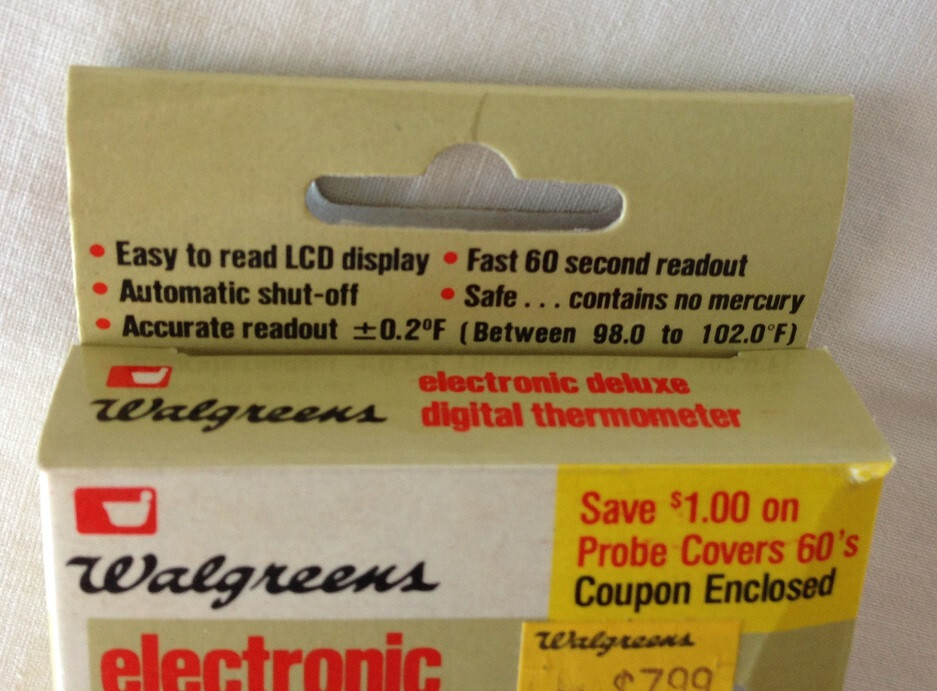 • Easy to read LCD display • Fast 60 second readout
• Automatic shut-off • Safe... contains no mercury
• Accurate readout ±0.2°F (Between 98.0 to 102.0°F)
Walgreens
electronic deluxe
digital thermometer
Walgreens
Save $1.00 on
Probe Covers 60's
Coupon Enclosed
electronic
Walgreens
$7.99